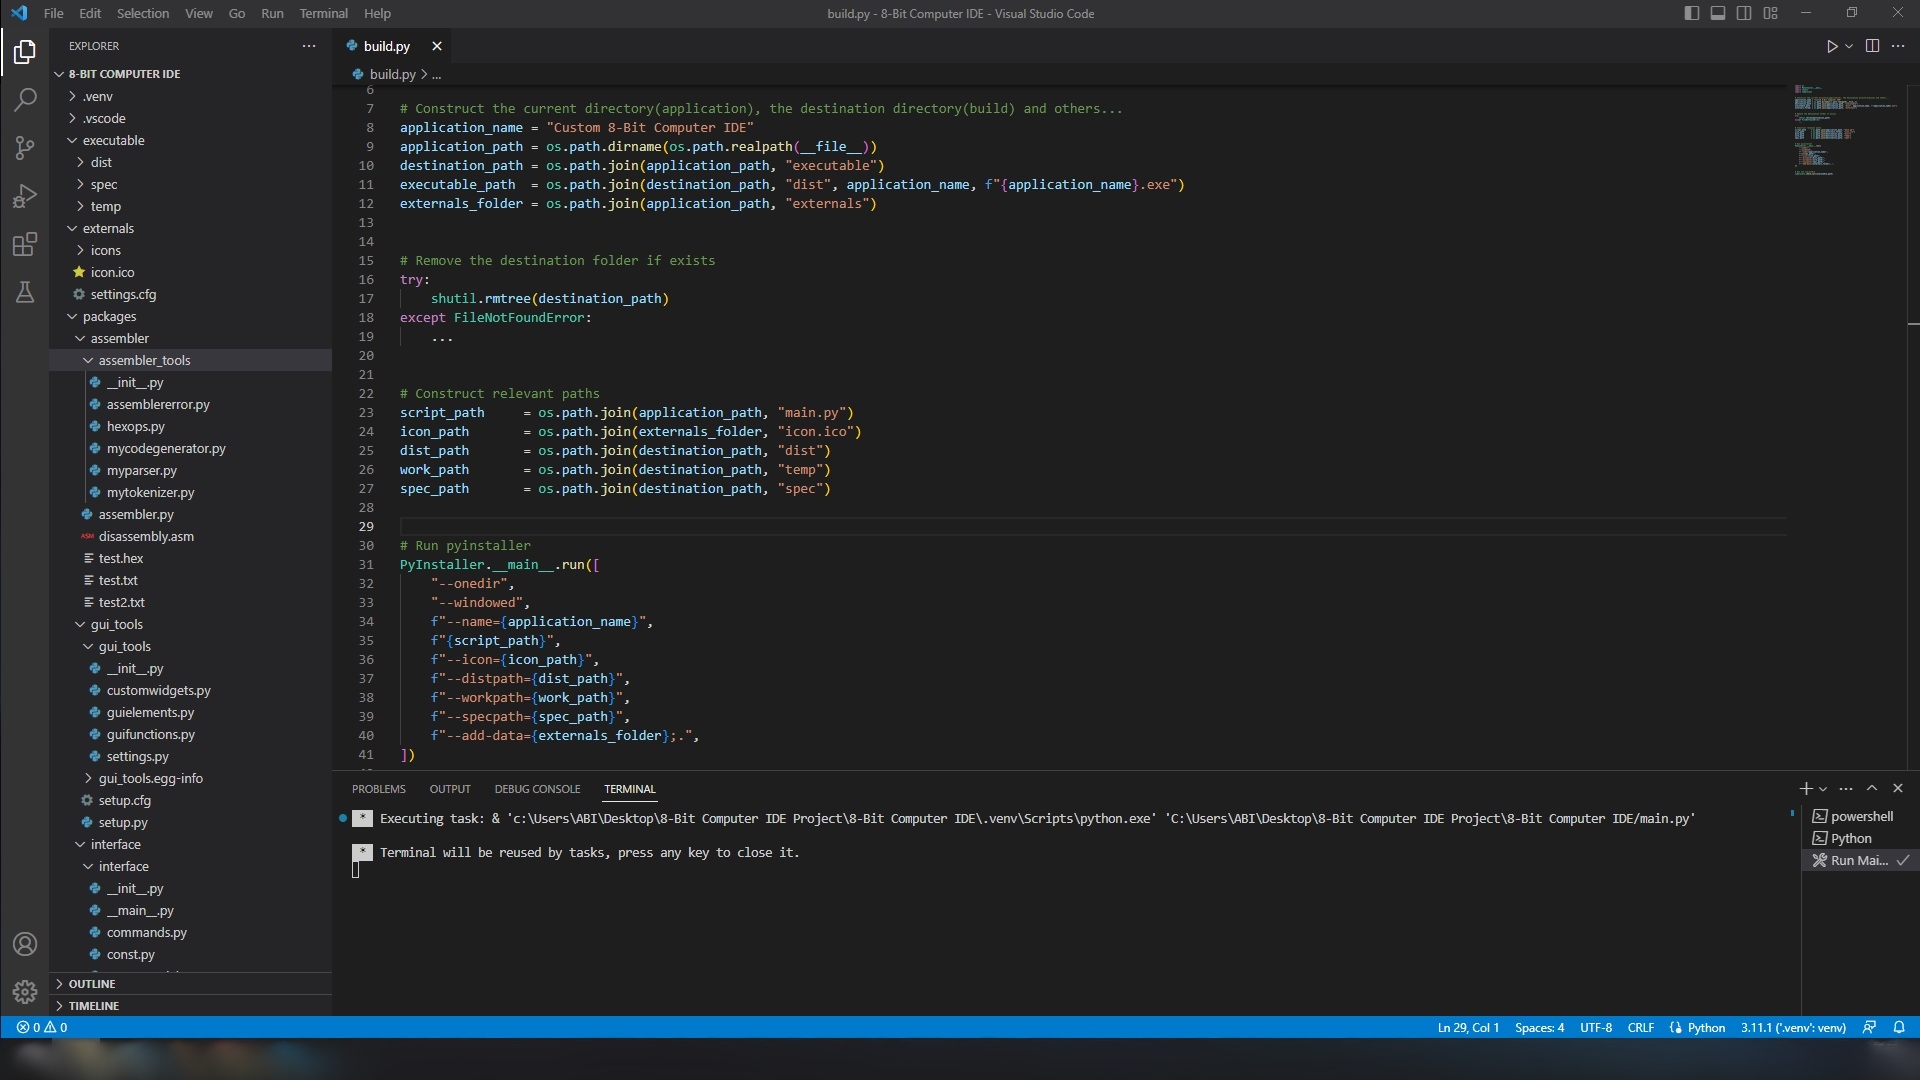 File Edit Selection View Go Run Terminal Help
build.py - 8-Bit Computer IDE - Visual Studio Code
EXPLORER
8-BIT COMPUTER IDE
.venv
.vscode
executable
dist
spec
temp
externals
icons
icon.ico
settings.cfg
packages
assembler
assembler_tools
__init__.py
assemblererror.py
hexops.py
mycodegenerator.py
myparser.py
mytokenizer.py
assembler.py
ASM disassembly.asm
test.hex
test.txt
test2.txt
gui_tools
gui_tools
__init__.py
customwidgets.py
guielements.py
guifunctions.py
settings.py
gui_tools.egg-info
setup.cfg
setup.py
interface
interface
__init__.py
__main__.py
commands.py
const.py
OUTLINE
TIMELINE
build.py
build.py > ...
6
7 # Construct the current directory(application), the destination directory(build) and others...
8 application_name = "Custom 8-Bit Computer IDE"
9 application_path = os.path.dirname(os.path.realpath(__file__))
10 destination_path = os.path.join(application_path, "executable")
11 executable_path  = os.path.join(destination_path, "dist", application_name, f"{application_name}.exe")
12 externals_folder = os.path.join(application_path, "externals")
13
14
15 # Remove the destination folder if exists
16 try:
17     shutil.rmtree(destination_path)
18 except FileNotFoundError:
19     ...
20
21
22 # Construct relevant paths
23 script_path     = os.path.join(application_path, "main.py")
24 icon_path       = os.path.join(externals_folder, "icon.ico")
25 dist_path       = os.path.join(destination_path, "dist")
26 work_path       = os.path.join(destination_path, "temp")
27 spec_path       = os.path.join(destination_path, "spec")
28
29
30 # Run pyinstaller
31 PyInstaller.__main__.run([
32     "--onedir",
33     "--windowed",
34     f"--name={application_name}",
35     f"{script_path}",
36     f"--icon={icon_path}",
37     f"--distpath={dist_path}",
38     f"--workpath={work_path}",
39     f"--specpath={spec_path}",
40     f"--add-data={externals_folder};.",
41 ])
PROBLEMS OUTPUT DEBUG CONSOLE TERMINAL
* Executing task: & 'c:\Users\ABI\Desktop\8-Bit Computer IDE Project\8-Bit Computer IDE\.venv\Scripts\python.exe' 'C:\Users\ABI\Desktop\8-Bit Computer IDE Project\8-Bit Computer IDE/main.py'
* Terminal will be reused by tasks, press any key to close it.
powershell
Python
Run Mai...
0 0
Ln 29, Col 1 Spaces: 4 UTF-8 CRLF Python 3.11.1 ('.venv': venv)